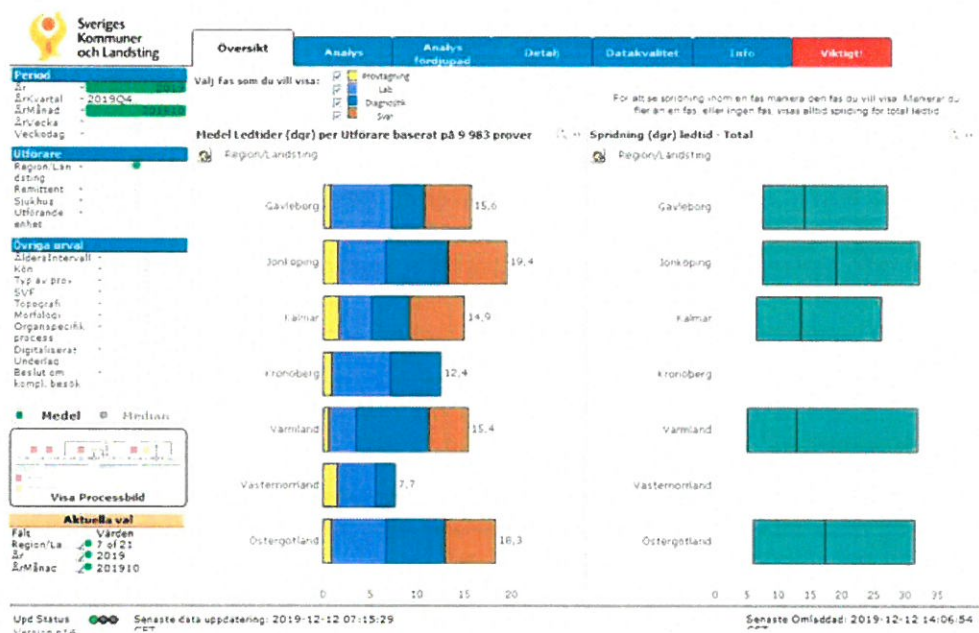 Sveriges
Kommuner
och Landsting
Översikt
Analys
Analys
fördjupad
Detalj
Datakvalitet
Info
Viktigt!
Period
År - 2019
ÅrKvartal - 2019Q4
ÅrMånad - 201910
ÅrVecka -
Veckodag -
Välj fas som du vill visa:
Provtagning
Lab
Diagnostik
Svar
För att se spridning inom en fas markera den fas du vill visa. Markerar du
fler än en fas, eller ingen fas, visas alltid spridning för total ledtid
Medel Ledtider (dgr) per Utförare baserat på 9 983 prover
Region/Landsting
Gävleborg 15,6
Jönköping 19,4
Kalmar 14,9
Kronoberg 12,4
Värmland 15,4
Västernorrland 7,7
Östergötland 18,3
0 5 10 15 20
Spridning (dgr) ledtid - Total
Region/Landsting
Gävleborg
Jönköping
Kalmar
Kronoberg
Värmland
Västernorrland
Östergötland
0 5 10 15 20 25 30 35
Utförare
Region/Lan -
dsting
Remittent -
Sjukhus -
Utförande -
enhet
Övriga urval
ÅldersIntervall -
Kön -
Typ av prov -
SVF -
Topografi -
Morfologi -
Organspecifik -
process
Digitaliserat -
Underlag
Beslut om -
kompl. besök
Medel
Median
Visa Processbild
Aktuella val
Fält Värden
Region/La 7 of 21
År 2019
ÅrMånad 201910
Upd Status
Senaste data uppdatering: 2019-12-12 07:15:29
CET
Senaste Omladdad: 2019-12-12 14:06:54
CET